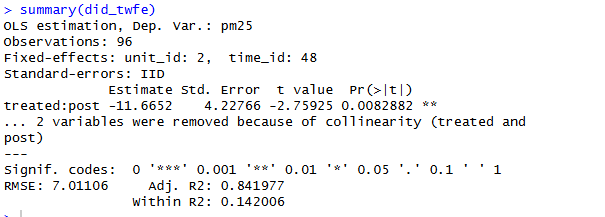 > summary(did_twfe)
OLS estimation, Dep. Var.: pm25
Observations: 96
Fixed-effects: unit_id: 2,  time_id: 48
Standard-errors: IID
             Estimate Std. Error  t value  Pr(>|t|)
treated:post -11.6652    4.22766 -2.75925 0.0082882 **
... 2 variables were removed because of collinearity (treated and
post)
---
Signif. codes:  0 '***' 0.001 '**' 0.01 '*' 0.05 '.' 0.1 ' ' 1
RMSE: 7.01106     Adj. R2: 0.841977
                Within R2: 0.142006
>